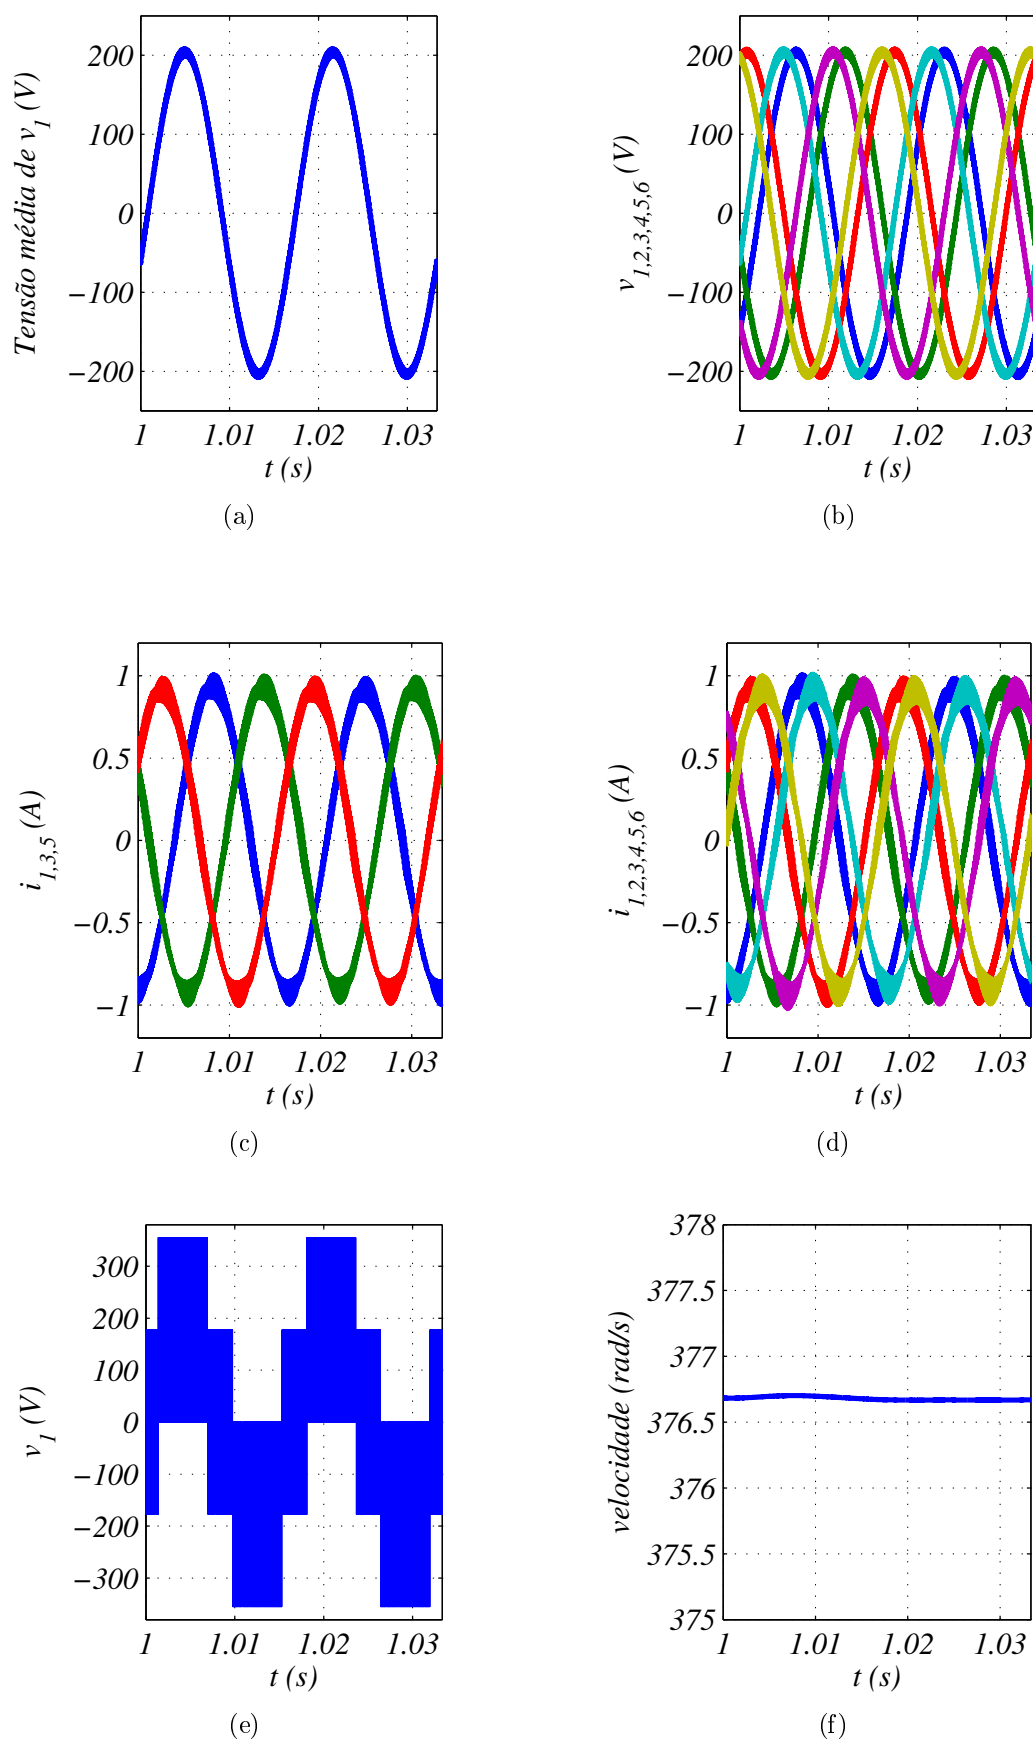 Tensão média de v1 (V)
200
100
0
−100
−200
1 1.01 1.02 1.03
t (s)
(a)
v1,2,3,4,5,6 (V)
200
100
0
−100
−200
1 1.01 1.02 1.03
t (s)
(b)
i1,3,5 (A)
1
0.5
0
−0.5
−1
1 1.01 1.02 1.03
t (s)
(c)
i1,2,3,4,5,6 (A)
1
0.5
0
−0.5
−1
1 1.01 1.02 1.03
t (s)
(d)
v1 (V)
300
200
100
0
−100
−200
−300
1 1.01 1.02 1.03
t (s)
(e)
velocidade (rad/s)
378
377.5
377
376.5
376
375.5
375
1 1.01 1.02 1.03
t (s)
(f)